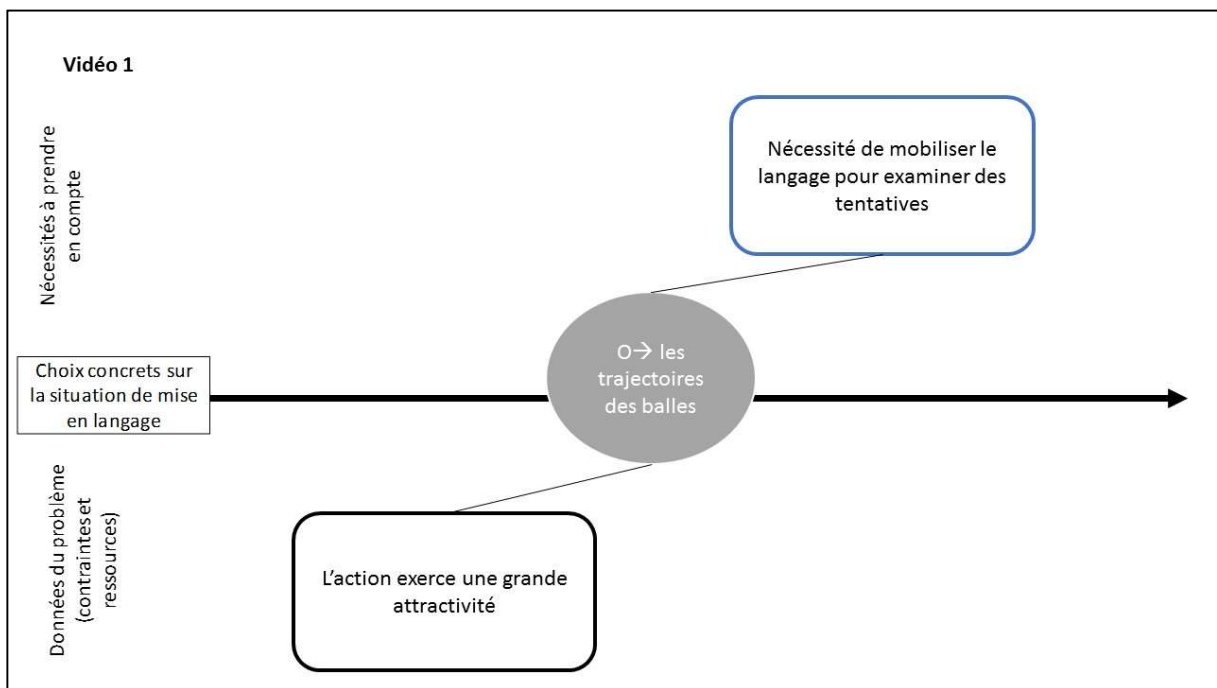 Vidéo 1
Nécessités à prendre
en compte
Nécessité de mobiliser le
langage pour examiner des
tentatives
Choix concrets sur
la situation de mise
en langage
O→ les
trajectoires
des balles
Données du problème
(contraintes et
ressources)
L’action exerce une grande
attractivité